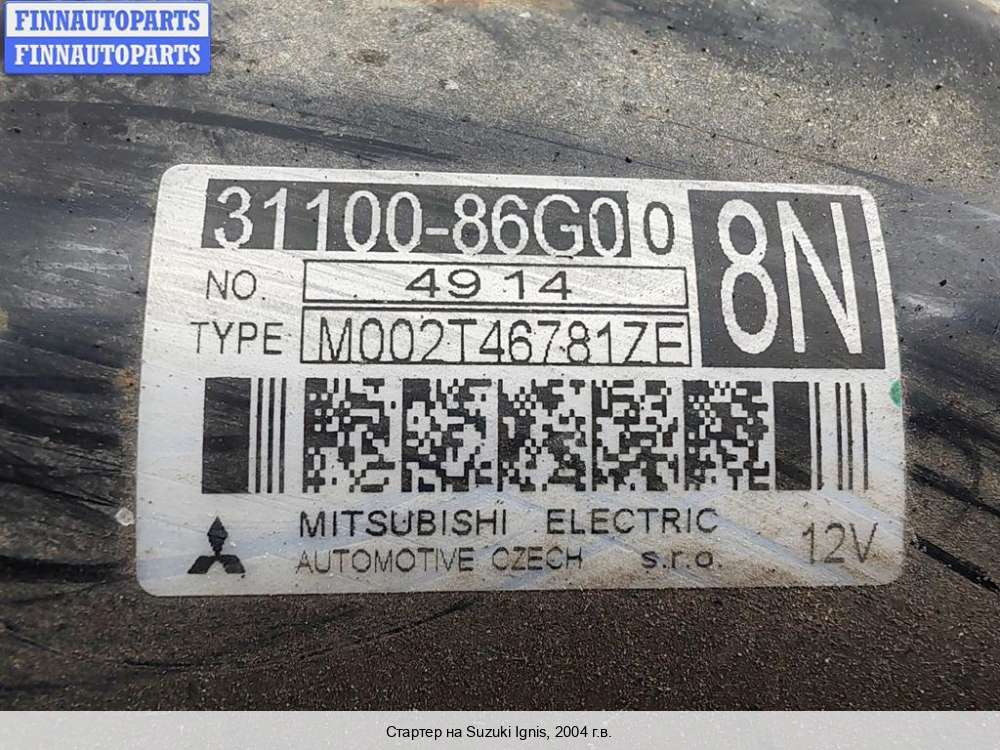 FINNAUTOPARTS
FINNAUTOPARTS
31100-86G00
8N
NO. 4914
TYPE M002T46781ZE
MITSUBISHI ELECTRIC
AUTOMOTIVE CZECH s.r.o.
12V
Стартер на Suzuki Ignis, 2004 г.в.